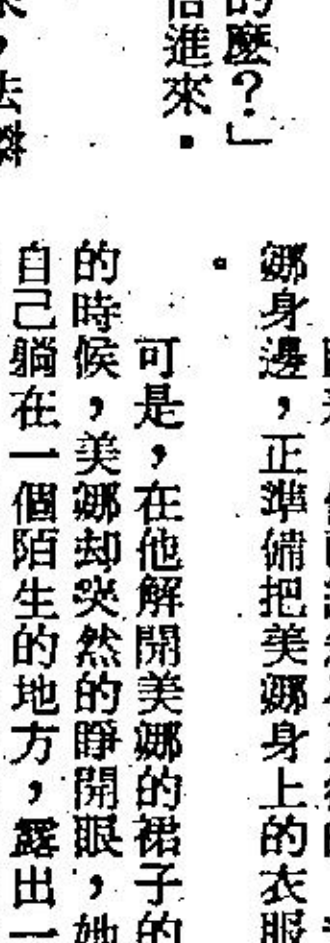 的麼？」
進來．
，去
娜身邊，正準備把美娜身上的衣服
。
可是，在他解開美娜的裙子的
的時候，美娜却突然的睜開眼，她
自己躺在一個陌生的地方，露出一